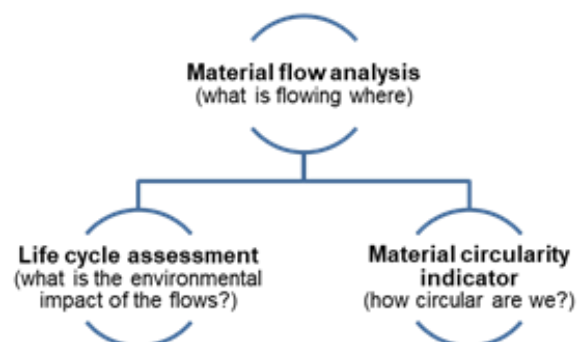 Material flow analysis
(what is flowing where)
Life cycle assessment
(what is the environmental
impact of the flows?)
Material circularity
indicator
(how circular are we?)